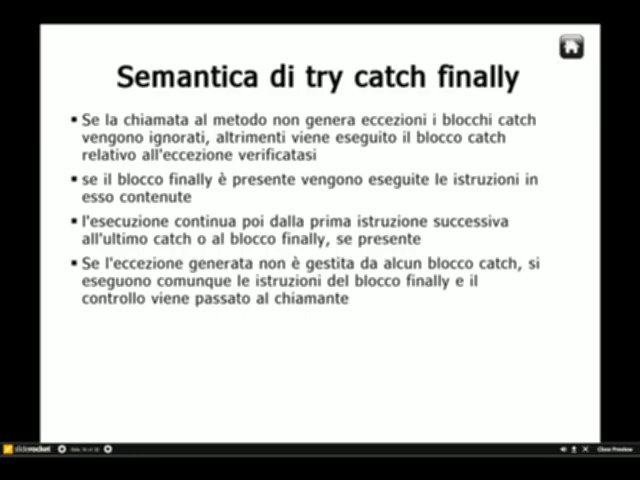 Semantica di try catch finally
▪ Se la chiamata al metodo non genera eccezioni i blocchi catch
vengono ignorati, altrimenti viene eseguito il blocco catch
relativo all'eccezione verificatasi
▪ se il blocco finally è presente vengono eseguite le istruzioni in
esso contenute
▪ l'esecuzione continua poi dalla prima istruzione successiva
all'ultimo catch o al blocco finally, se presente
▪ Se l'eccezione generata non è gestita da alcun blocco catch, si
eseguono comunque le istruzioni del blocco finally e il
controllo viene passato al chiamante
sliderocket
Close Preview